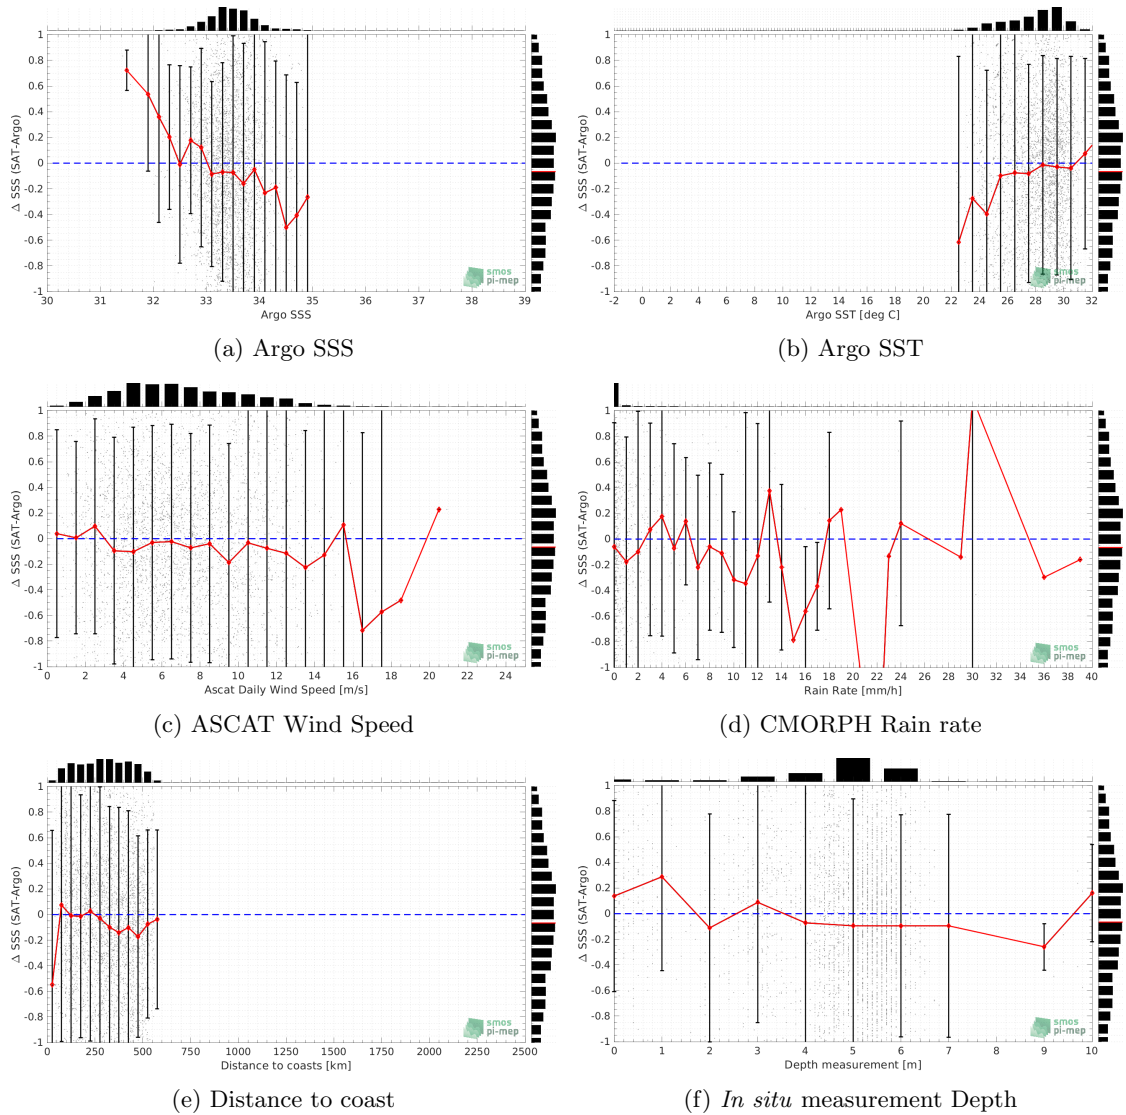 1
0.8
0.6
0.4
0.2
0
-0.2
-0.4
-0.6
-0.8
-1
Δ SSS (SAT-Argo)
30 31 32 33 34 35 36 37 38 39
Argo SSS
smos
pi-mep
(a) Argo SSS
1
0.8
0.6
0.4
0.2
0
-0.2
-0.4
-0.6
-0.8
-1
Δ SSS (SAT-Argo)
-2 0 2 4 6 8 10 12 14 16 18 20 22 24 26 28 30 32
Argo SST [deg C]
smos
pi-mep
(b) Argo SST
1
0.8
0.6
0.4
0.2
0
-0.2
-0.4
-0.6
-0.8
-1
Δ SSS (SAT-Argo)
0 2 4 6 8 10 12 14 16 18 20 22 24
Ascat Daily Wind Speed [m/s]
smos
pi-mep
(c) ASCAT Wind Speed
1
0.8
0.6
0.4
0.2
0
-0.2
-0.4
-0.6
-0.8
-1
Δ SSS (SAT-Argo)
0 2 4 6 8 10 12 14 16 18 20 22 24 26 28 30 32 34 36 38 40
Rain Rate [mm/h]
smos
pi-mep
(d) CMORPH Rain rate
1
0.8
0.6
0.4
0.2
0
-0.2
-0.4
-0.6
-0.8
-1
Δ SSS (SAT-Argo)
0 250 500 750 1000 1250 1500 1750 2000 2250 2500
Distance to coasts [km]
smos
pi-mep
(e) Distance to coast
1
0.8
0.6
0.4
0.2
0
-0.2
-0.4
-0.6
-0.8
-1
Δ SSS (SAT-Argo)
0 1 2 3 4 5 6 7 8 9 10
Depth measurement [m]
smos
pi-mep
(f) In situ measurement Depth